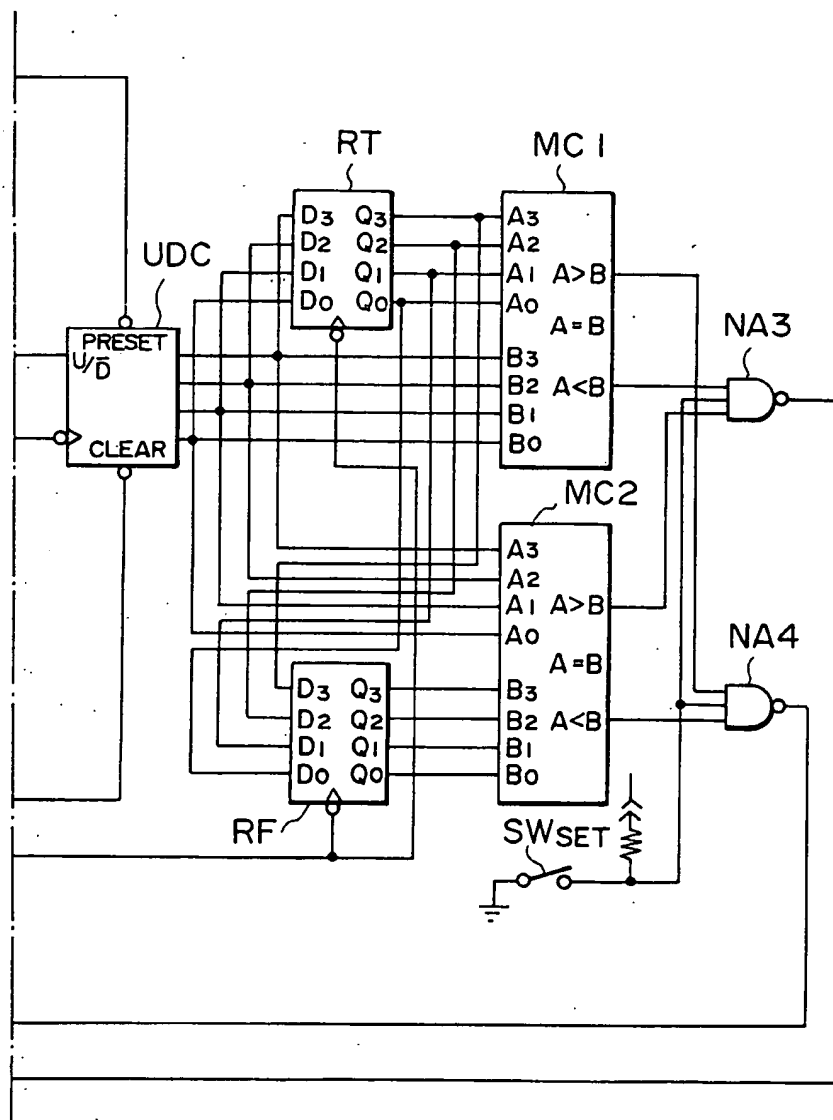 RT
MC1
D3 Q3
D2 Q2
D1 Q1
D0 Q0
A3
A2
A1 A>B
A0
A=B
B3
B2 A<B
B1
B0
UDC
PRESET
U/D̅
CLEAR
NA3
MC2
A3
A2
A1 A>B
A0
A=B
B3
B2 A<B
B1
B0
NA4
D3 Q3
D2 Q2
D1 Q1
D0 Q0
RF
SWSET